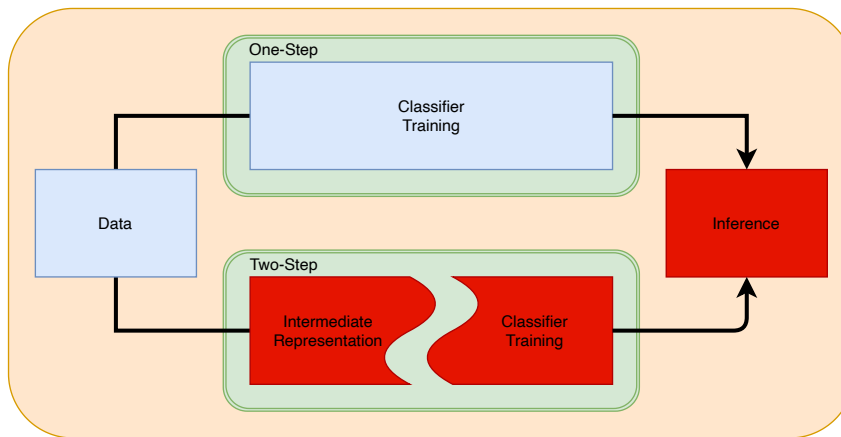 One-Step
Classifier
Training
Data
Inference
Two-Step
Intermediate
Representation
Classifier
Training